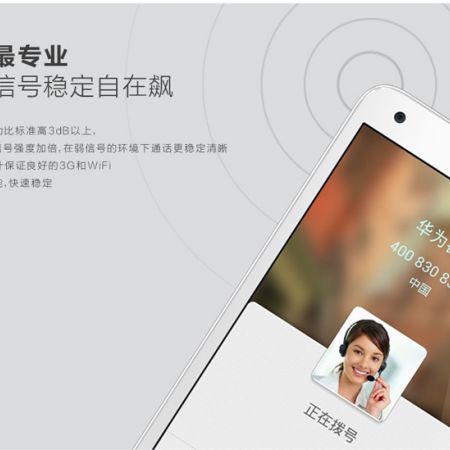 最专业
信号稳定自在飙
比标准高3dB以上,
号强度加倍,在弱信号的环境下通话更稳定清晰
保证良好的3G和WiFi
,快速稳定
华为
400 830 8
中国
正在拨号